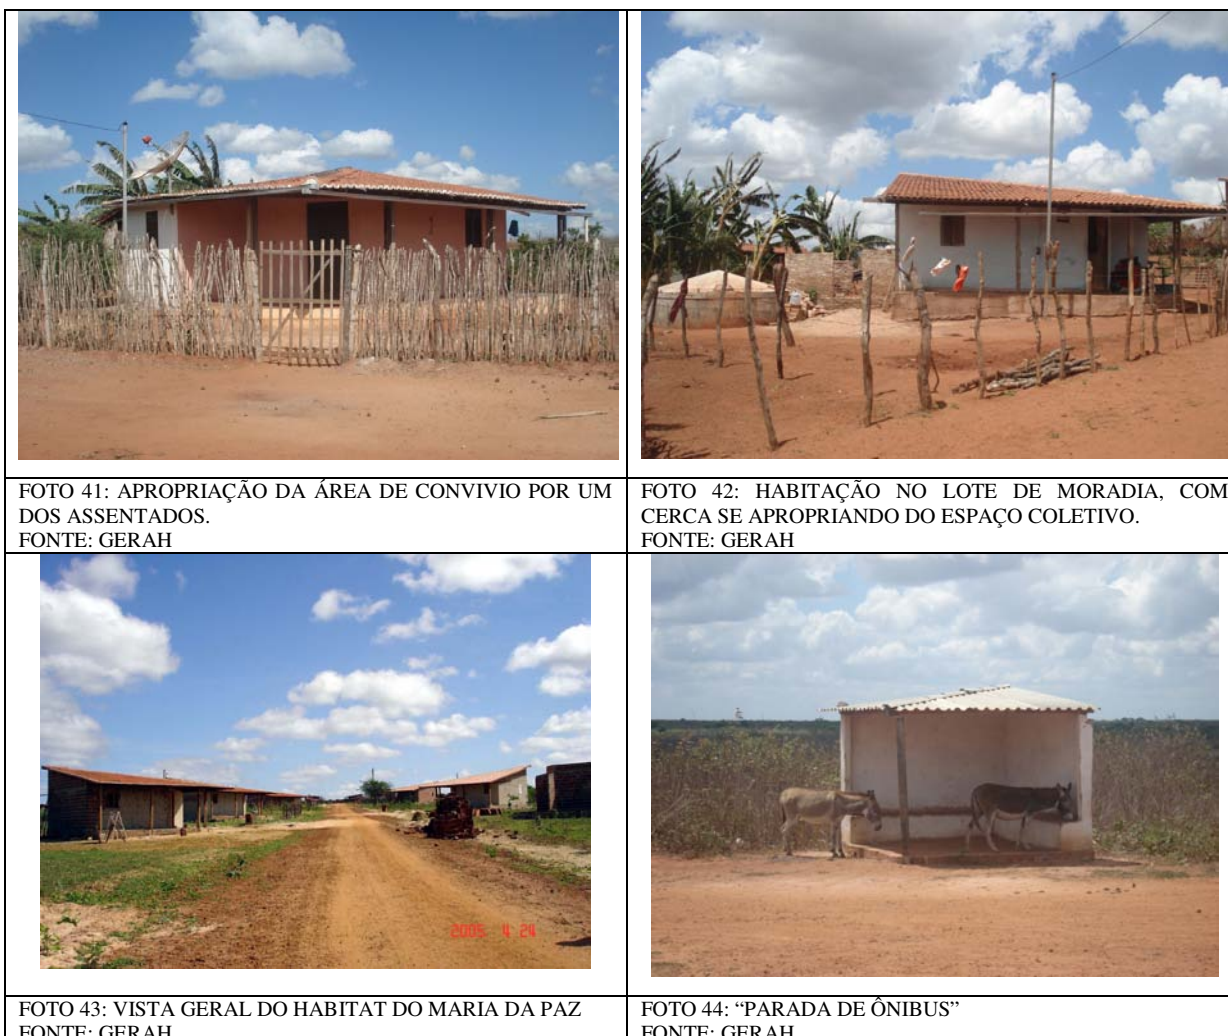 FOTO 41: APROPRIAÇÃO DA ÁREA DE CONVIVIO POR UM
DOS ASSENTADOS.
FONTE: GERAH
FOTO 42: HABITAÇÃO NO LOTE DE MORADIA, COM
CERCA SE APROPRIANDO DO ESPAÇO COLETIVO.
FONTE: GERAH
2005. 4 24
FOTO 43: VISTA GERAL DO HABITAT DO MARIA DA PAZ
FONTE: GERAH
FOTO 44: “PARADA DE ÔNIBUS”
FONTE: GERAH